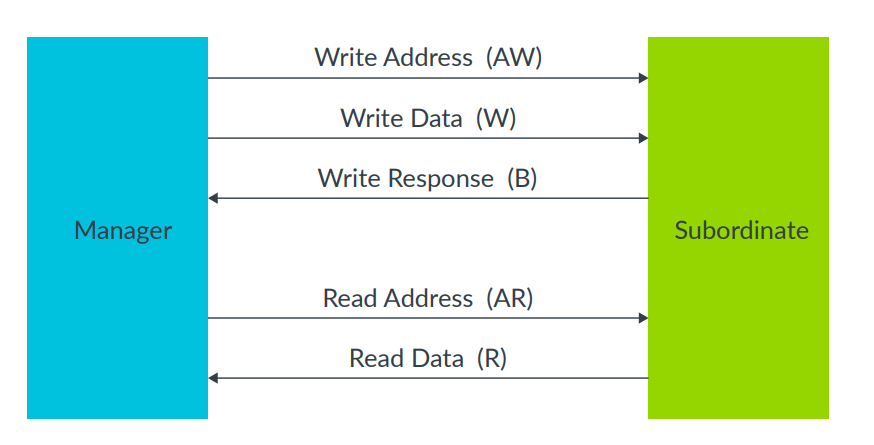 Write Address (AW)
Write Data (W)
Write Response (B)
Manager
Subordinate
Read Address (AR)
Read Data (R)